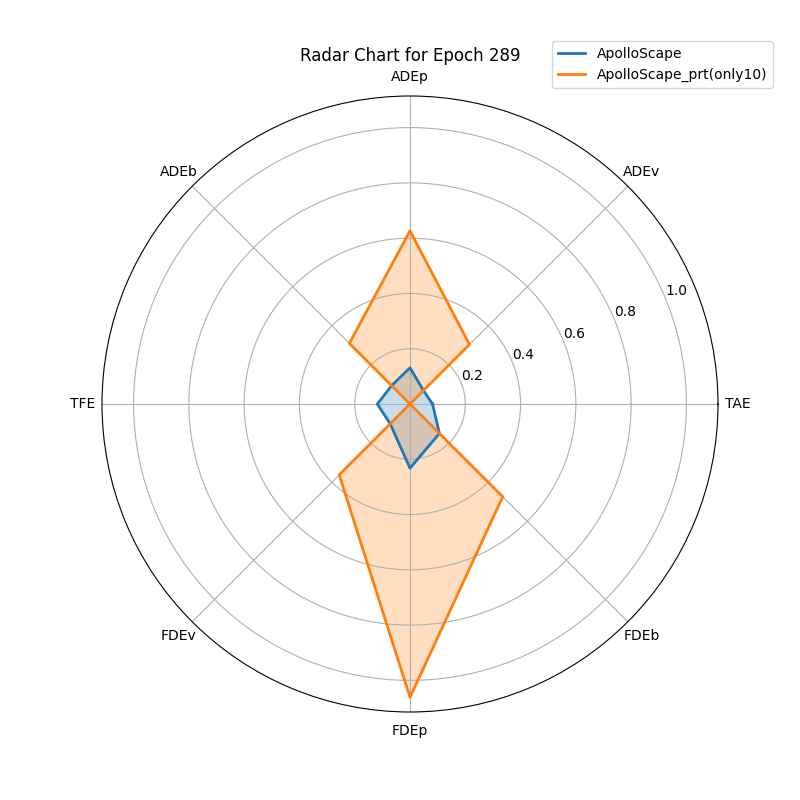 Radar Chart for Epoch 289
ApolloScape
ApolloScape_prt(only10)
ADEp
ADEb
ADEv
1.0
0.8
0.6
0.4
0.2
TFE
TAE
FDEv
FDEb
FDEp